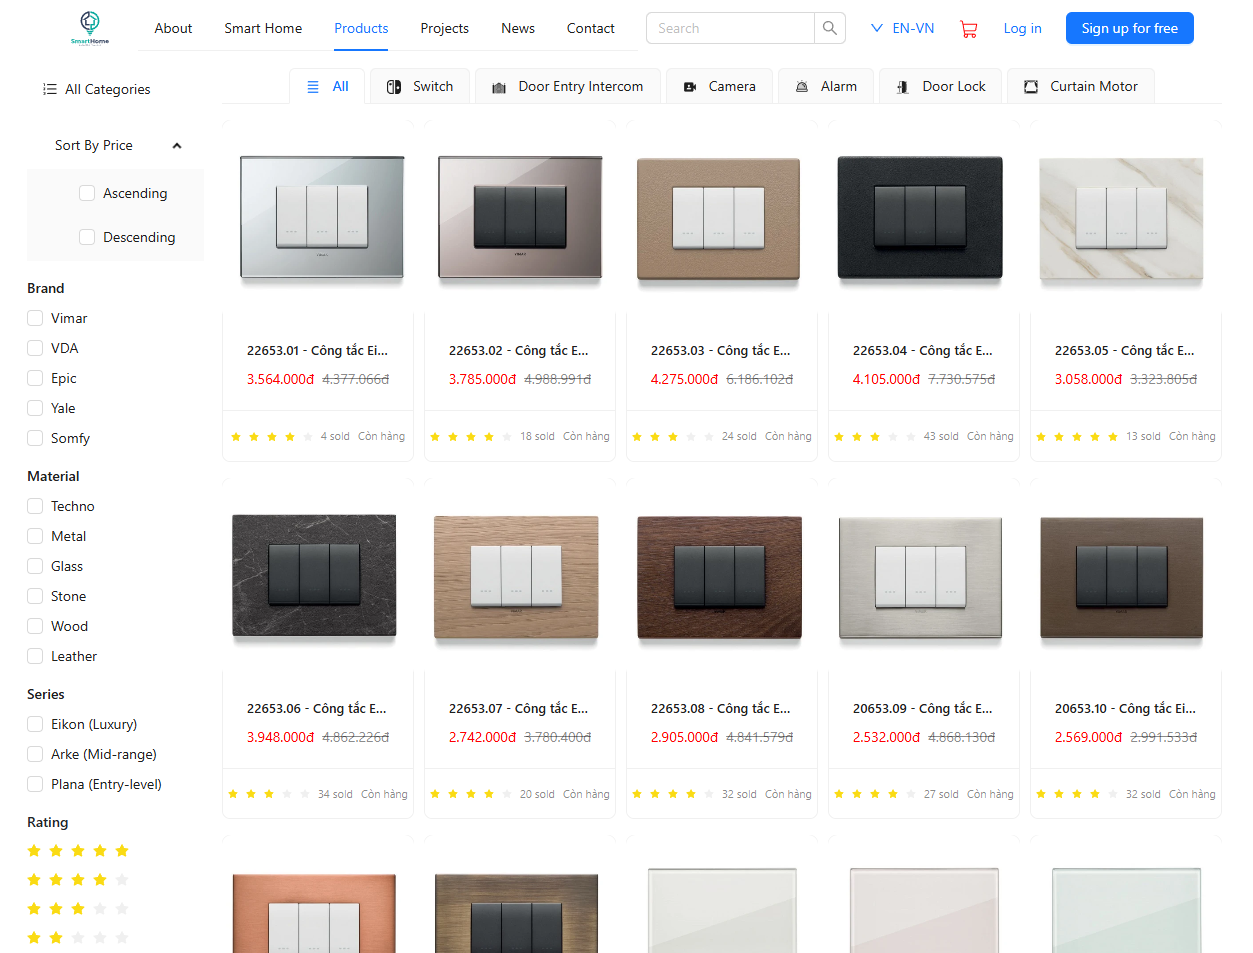 SmartHome
About
Smart Home
Products
Projects
News
Contact
Search
EN-VN
Log in
Sign up for free
All Categories
All
Switch
Door Entry Intercom
Camera
Alarm
Door Lock
Curtain Motor
Sort By Price
Ascending
Descending
Brand
Vimar
VDA
Epic
Yale
Somfy
Material
Techno
Metal
Glass
Stone
Wood
Leather
Series
Eikon (Luxury)
Arke (Mid-range)
Plana (Entry-level)
Rating
22653.01 - Công tắc Ei...
3.564.000đ 4.377.066đ
4 sold Còn hàng
22653.02 - Công tắc E...
3.785.000đ 4.988.991đ
18 sold Còn hàng
22653.03 - Công tắc E...
4.275.000đ 6.186.102đ
24 sold Còn hàng
22653.04 - Công tắc E...
4.105.000đ 7.730.575đ
43 sold Còn hàng
22653.05 - Công tắc E...
3.058.000đ 3.323.805đ
13 sold Còn hàng
22653.06 - Công tắc E...
3.948.000đ 4.862.226đ
34 sold Còn hàng
22653.07 - Công tắc E...
2.742.000đ 3.780.400đ
20 sold Còn hàng
22653.08 - Công tắc E...
2.905.000đ 4.841.579đ
32 sold Còn hàng
20653.09 - Công tắc Ei...
2.532.000đ 4.868.130đ
27 sold Còn hàng
20653.10 - Công tắc Ei...
2.569.000đ 2.991.533đ
32 sold Còn hàng